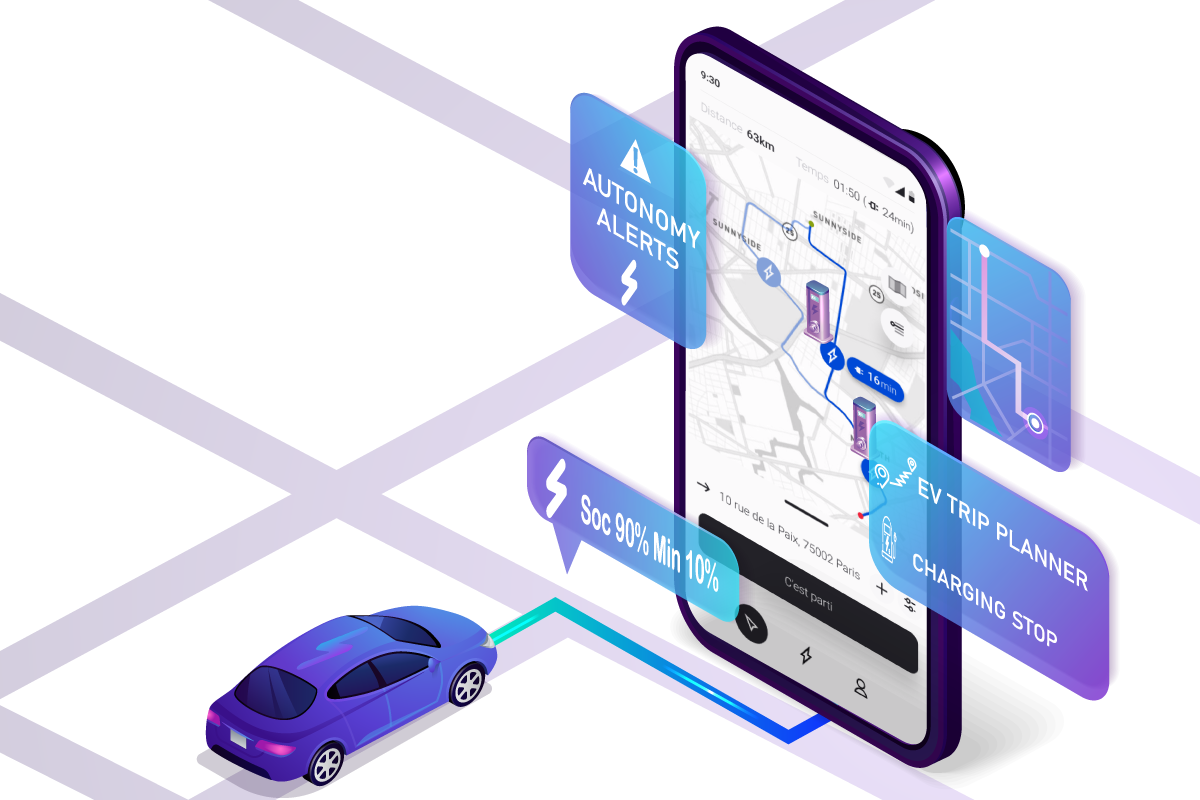 9:30
Distance 63km
Temps 01:50 ( 24min)
AUTONOMY
ALERTS
SUNNYSIDE
25
SUNNYSIDE
25
16min
EV TRIP PLANNER
CHARGING STOP
Soc 90% Min 10%
10 rue de la Paix, 75002 Paris
C'est parti